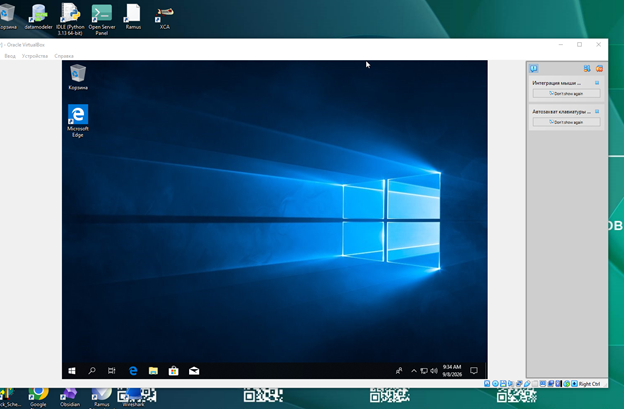 Корзина
datamodeler
IDLE (Python
3.13 64-bit)
Open Server
Panel
Ramus
XCA
- Oracle VirtualBox
Ввод Устройства Справка
Корзина
Microsoft
Edge
Интеграция мыши ...
Don't show again
Автозахват клавиатуры ...
Don't show again
ОВ
9:34 AM
9/8/2026
Right Ctrl
Google
Obsidian
Ramus
Wireshark